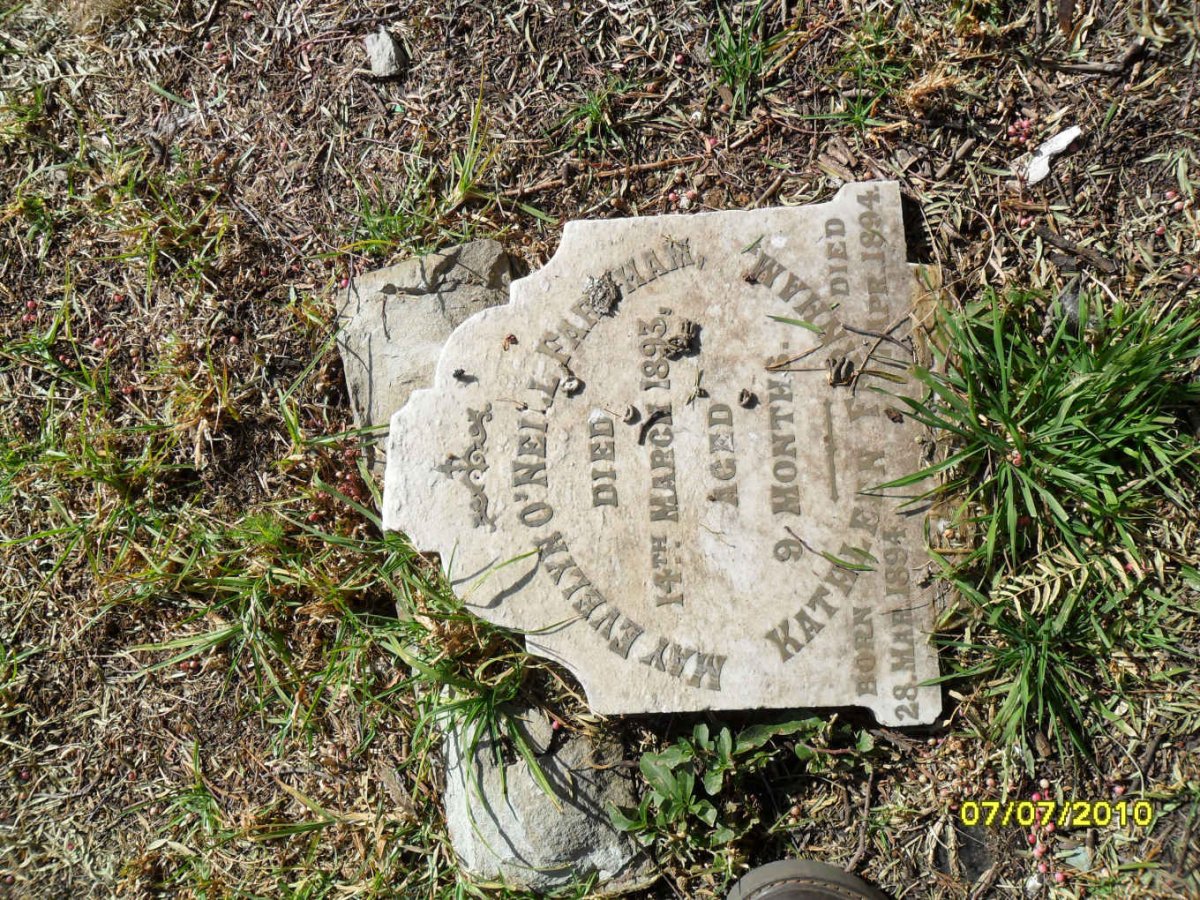 MAY EVELYN O'NEILL FARNHAM,
DIED
14TH MARCH 1893,
AGED
9 MONTHS.
KATHLEEN FARNHAM
BORN DIED
28. MAR 1894 APR. 1894.
07/07/2010